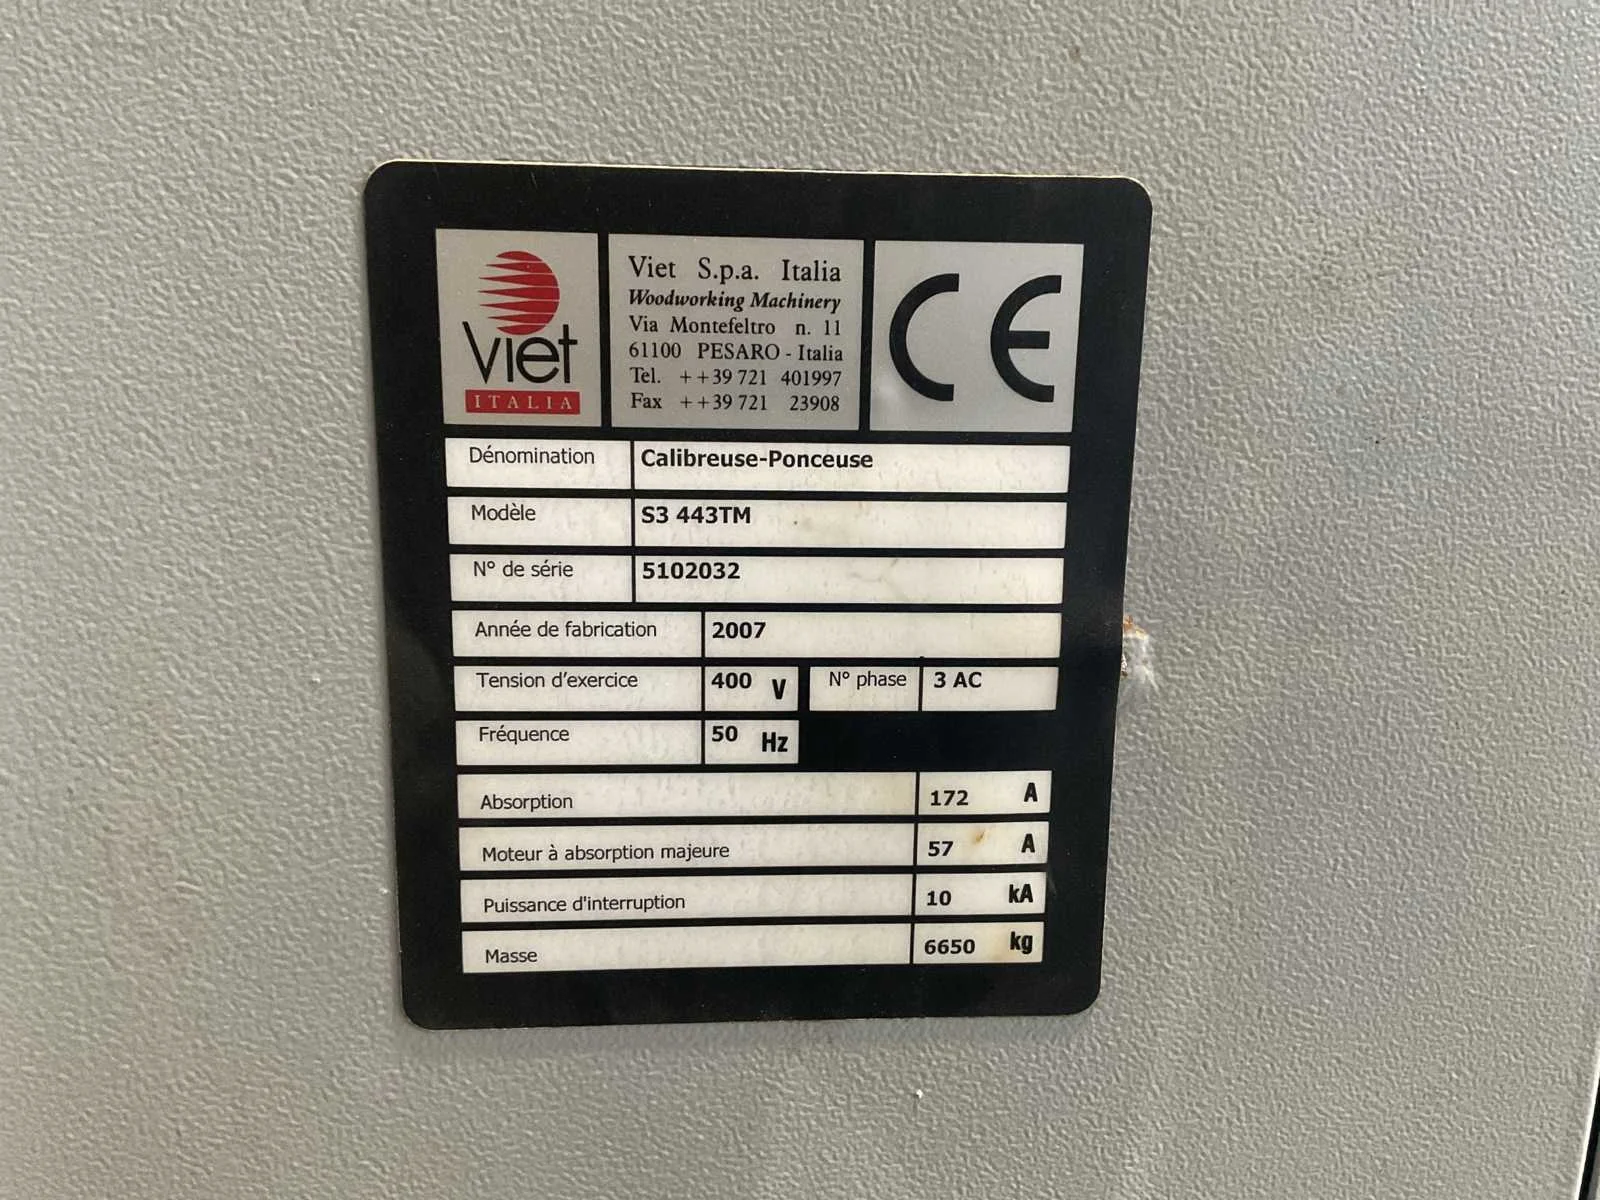 Viet
ITALIA
Viet S.p.a. Italia
Woodworking Machinery
Via Montefeltro n. 11
61100 PESARO - Italia
Tel. ++39 721 401997
Fax ++39 721 23908
CE
Dénomination Calibreuse-Ponceuse
Modèle S3 443TM
N° de série 5102032
Année de fabrication 2007
Tension d'exercice 400 V N° phase 3 AC
Fréquence 50 Hz
Absorption 172 A
Moteur à absorption majeure 57 A
Puissance d'interruption 10 kA
Masse 6650 kg